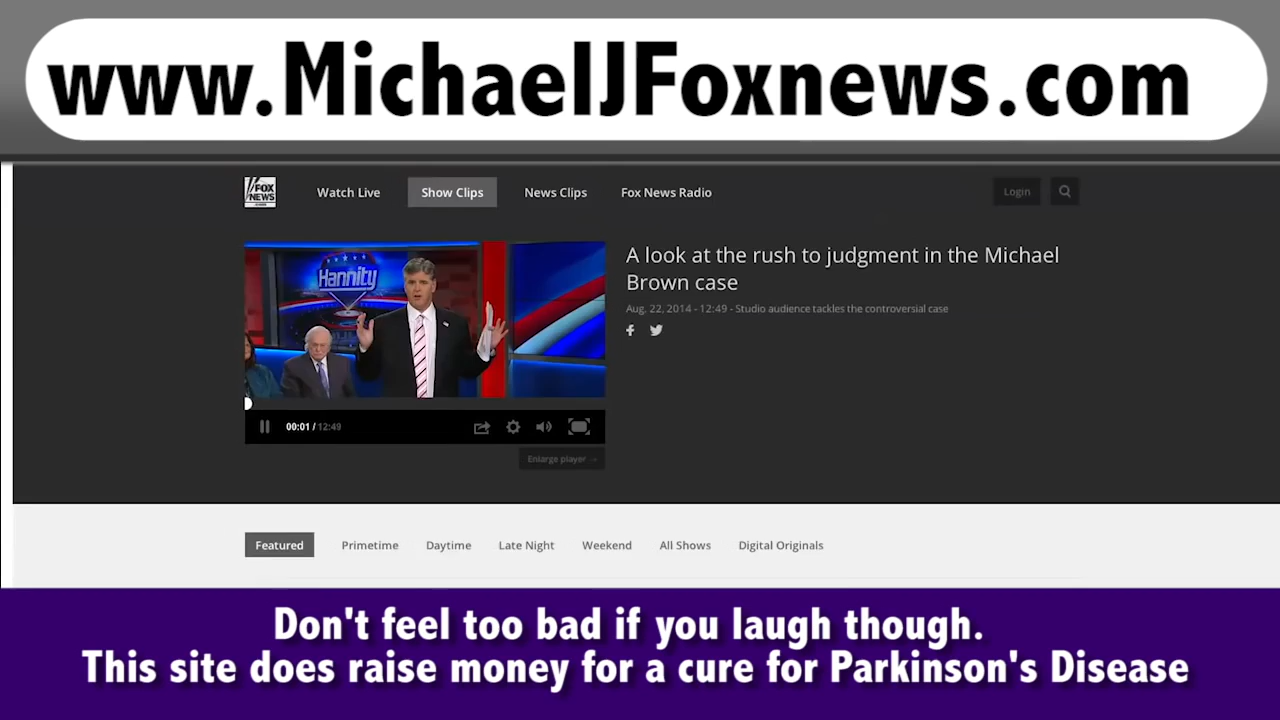 www.MichaelJFoxnews.com
FOX
NEWS
Watch Live
Show Clips
News Clips
Fox News Radio
Login
Hannity
A look at the rush to judgment in the Michael
Brown case
Aug. 22, 2014 - 12:49 - Studio audience tackles the controversial case
00:01 / 12:49
Enlarge player →
Featured
Primetime
Daytime
Late Night
Weekend
All Shows
Digital Originals
Don't feel too bad if you laugh though.
This site does raise money for a cure for Parkinson's Disease